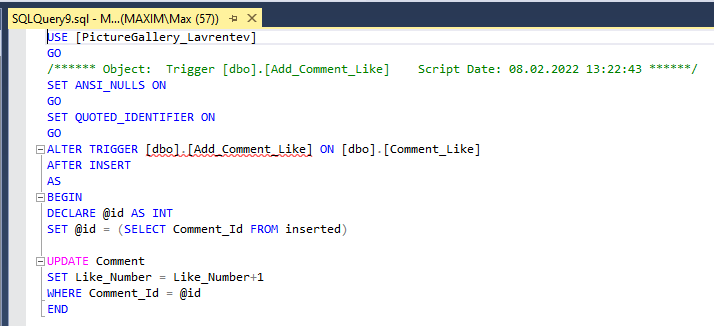 SQLQuery9.sql - M...(MAXIM\Max (57))
USE [PictureGallery_Lavrentev]
GO
/****** Object:  Trigger [dbo].[Add_Comment_Like]    Script Date: 08.02.2022 13:22:43 ******/
SET ANSI_NULLS ON
GO
SET QUOTED_IDENTIFIER ON
GO
ALTER TRIGGER [dbo].[Add_Comment_Like] ON [dbo].[Comment_Like]
AFTER INSERT
AS
BEGIN
DECLARE @id AS INT
SET @id = (SELECT Comment_Id FROM inserted)
UPDATE Comment
SET Like_Number = Like_Number+1
WHERE Comment_Id = @id
END